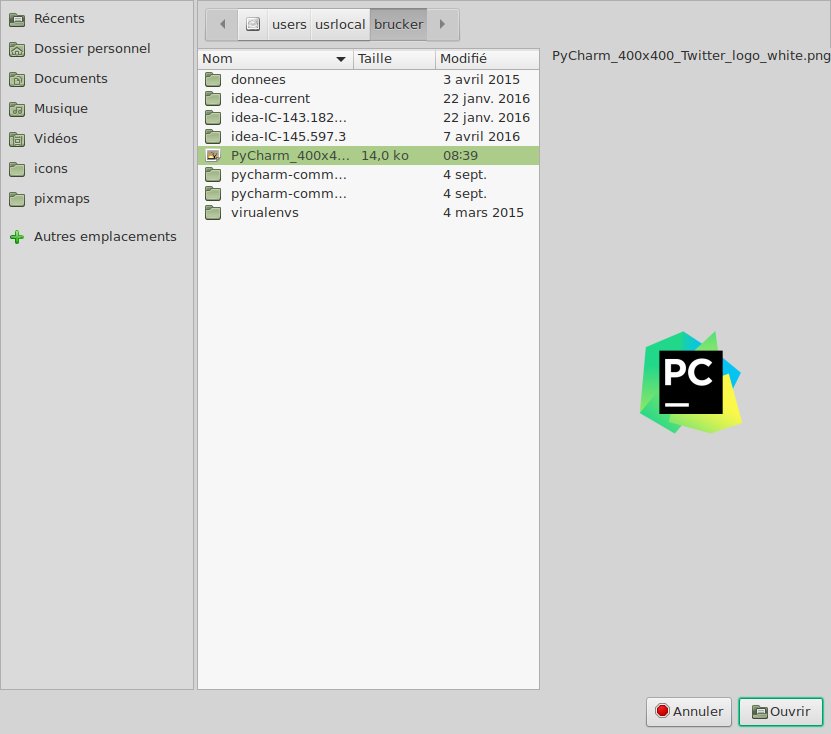 Récents
Dossier personnel
Documents
Musique
Vidéos
icons
pixmaps
Autres emplacements
users usrlocal brucker
Nom Taille Modifié
donnees 3 avril 2015
idea-current 22 janv. 2016
idea-IC-143.182... 22 janv. 2016
idea-IC-145.597.3 7 avril 2016
PyCharm_400x4... 14,0 ko 08:39
pycharm-comm... 4 sept.
pycharm-comm... 4 sept.
virualenvs 4 mars 2015
PyCharm_400x400_Twitter_logo_white.png
PC
Annuler Ouvrir